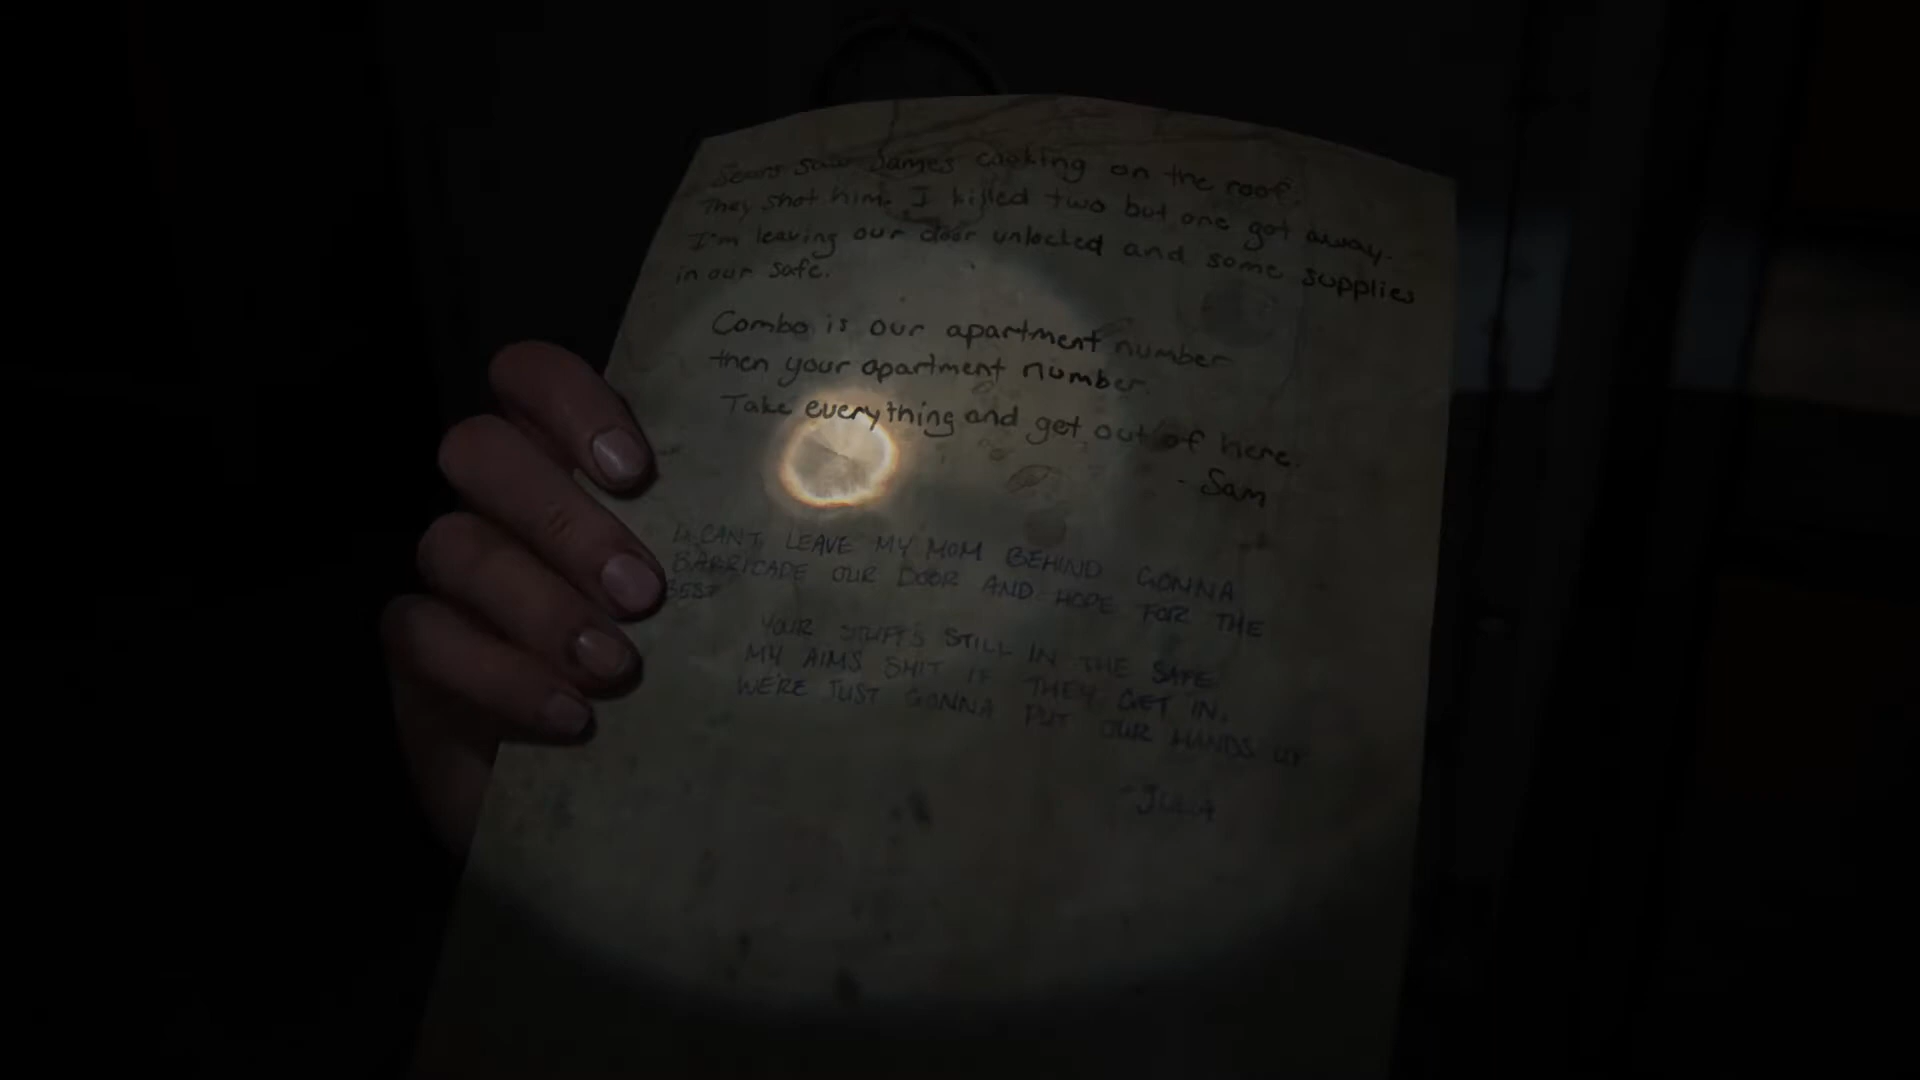 Scars saw James cooking on the roof.
They shot him. I killed two but one got away.
I'm leaving our door unlocked and some supplies
in our safe.
Combo is our apartment number
then your apartment number.
Take everything and get out of here.
- Sam
I CANT LEAVE MY MOM BEHIND GONNA
BARRICADE OUR DOOR AND HOPE FOR THE
BEST
YOUR STUFFS STILL IN THE SAFE
MY AIMS SHIT IF THEY GET IN,
WE'RE JUST GONNA PUT OUR HANDS UP
-JULIA